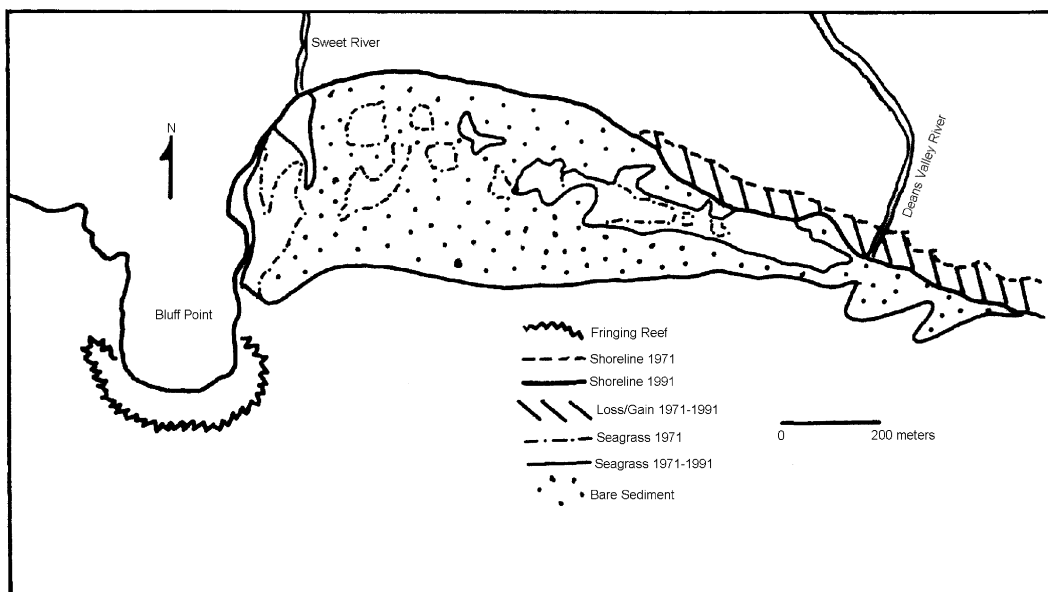 Sweet River
N
Deans Valley River
Bluff Point
Fringing Reef
Shoreline 1971
Shoreline 1991
Loss/Gain 1971-1991
Seagrass 1971
Seagrass 1971-1991
Bare Sediment
0 200 meters